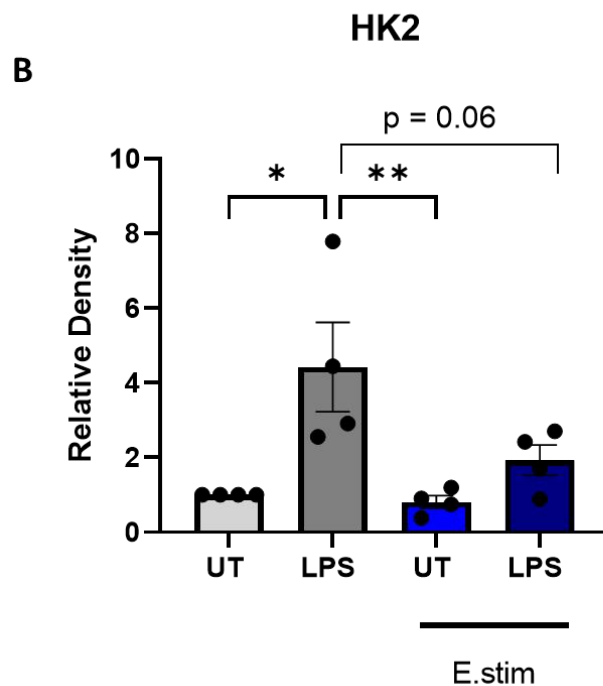 HK2
B
p = 0.06
* **
10
8
6
4
2
0
Relative Density
UT LPS UT LPS
E.stim